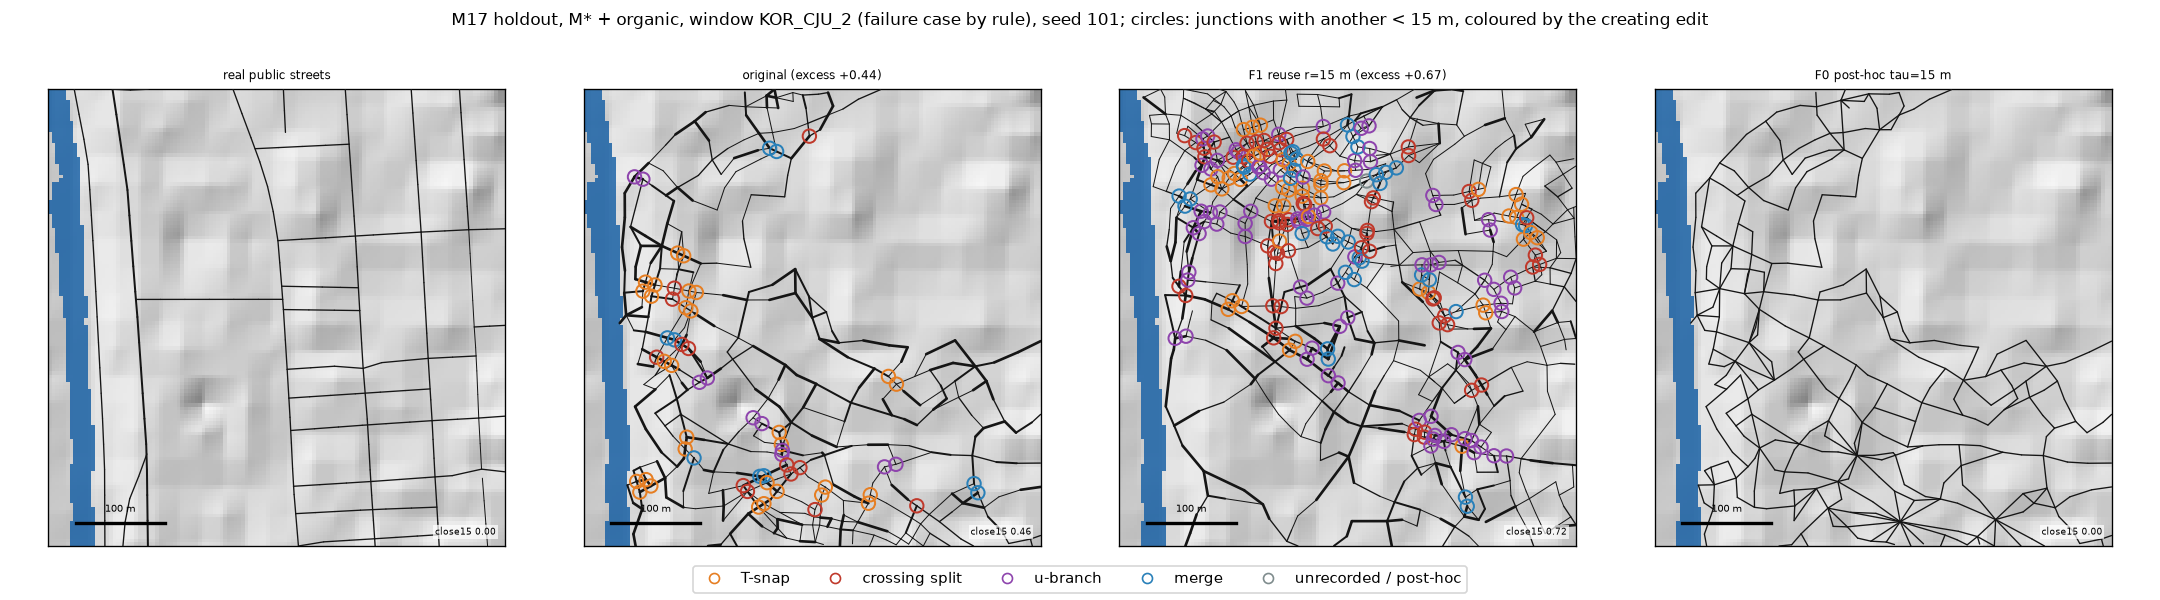 M17 holdout, M* + organic, window KOR_CJU_2 (failure case by rule), seed 101; circles: junctions with another < 15 m, coloured by the creating edit
real public streets
original (excess +0.44)
F1 reuse r=15 m (excess +0.67)
F0 post-hoc tau=15 m
100 m
close15 0.00
100 m
close15 0.46
100 m
close15 0.72
100 m
close15 0.00
T-snap
crossing split
u-branch
merge
unrecorded / post-hoc